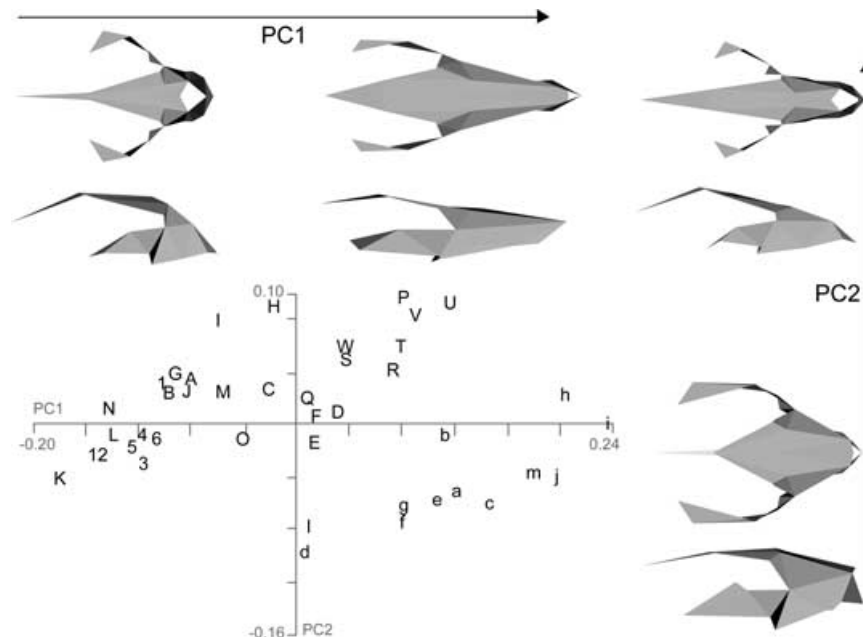 PC1
PC2
0.10
H
P
U
I
V
W
T
S
R
G
1
A
B
J
M
C
Q
h
N
F
D
PC1
i
-0.20
0.24
L
4
6
O
E
b
5
12
3
K
m
j
a
e
c
g
f
l
d
-0.16
PC2